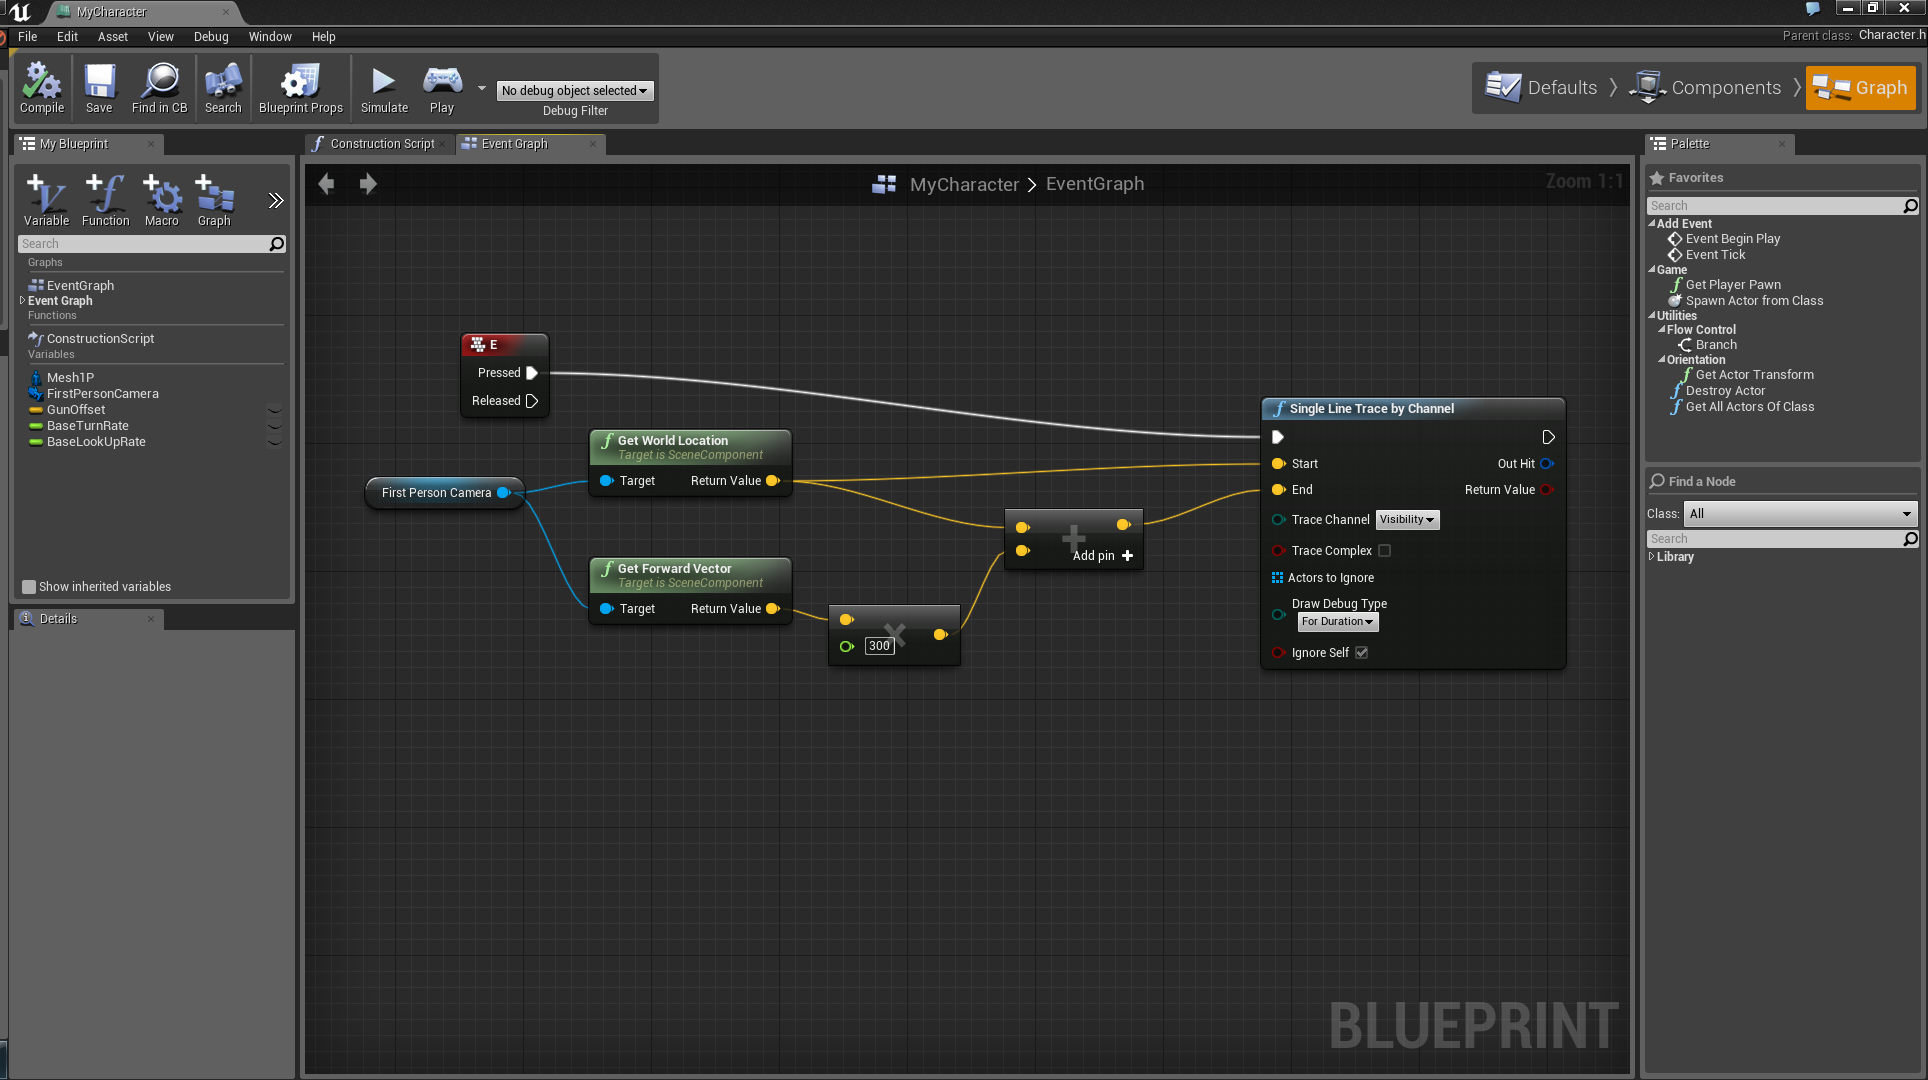 MyCharacter
File Edit Asset View Debug Window Help
Parent class: Character.h
Compile Save Find in CB Search Blueprint Props Simulate Play
No debug object selected
Debug Filter
Defaults Components Graph
My Blueprint
Variable Function Macro Graph
Search
Graphs
EventGraph
Event Graph
Functions
ConstructionScript
Variables
Mesh1P
FirstPersonCamera
GunOffset
BaseTurnRate
BaseLookUpRate
Show inherited variables
Details
Construction Script Event Graph
MyCharacter > EventGraph
Zoom 1:1
E
Pressed
Released
First Person Camera
Get World Location
Target is SceneComponent
Target Return Value
Get Forward Vector
Target is SceneComponent
Target Return Value
300
Add pin
Single Line Trace by Channel
Start Out Hit
End Return Value
Trace Channel Visibility
Trace Complex
Actors to Ignore
Draw Debug Type
For Duration
Ignore Self
BLUEPRINT
Palette
Favorites
Search
Add Event
Event Begin Play
Event Tick
Game
Get Player Pawn
Spawn Actor from Class
Utilities
Flow Control
Branch
Orientation
Get Actor Transform
Destroy Actor
Get All Actors Of Class
Find a Node
Class: All
Search
Library